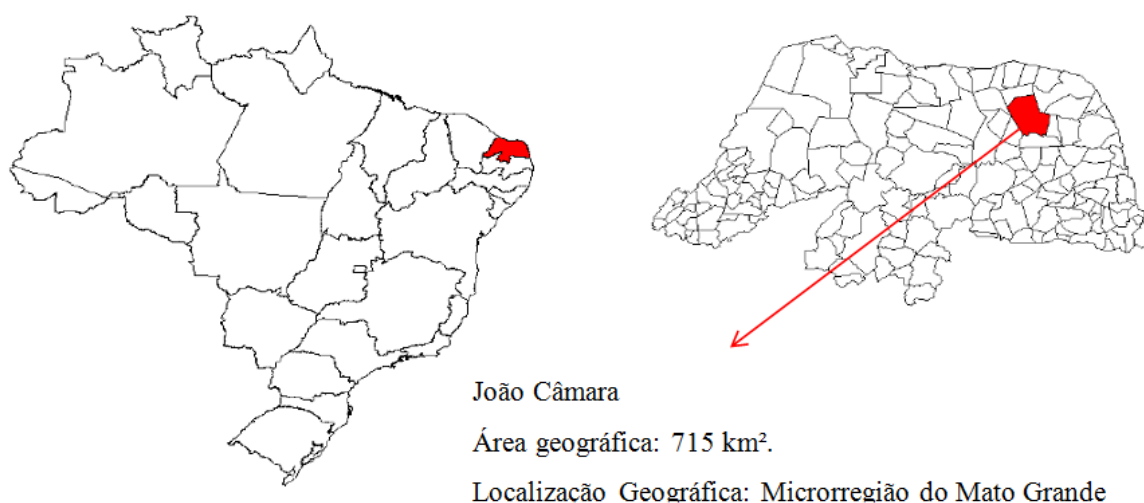 João Câmara
Área geográfica: 715 km².
Localização Geográfica: Microrregião do Mato Grande